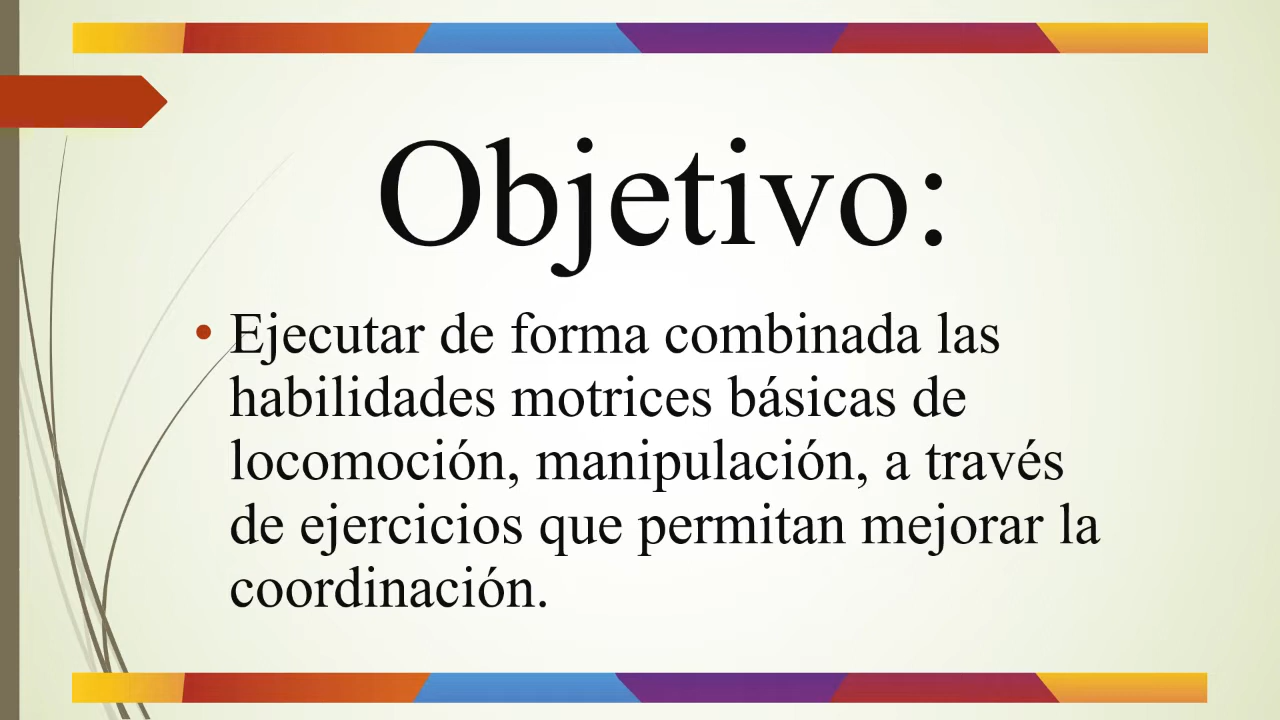 Objetivo:
• Ejecutar de forma combinada las
habilidades motrices básicas de
locomoción, manipulación, a través
de ejercicios que permitan mejorar la
coordinación.